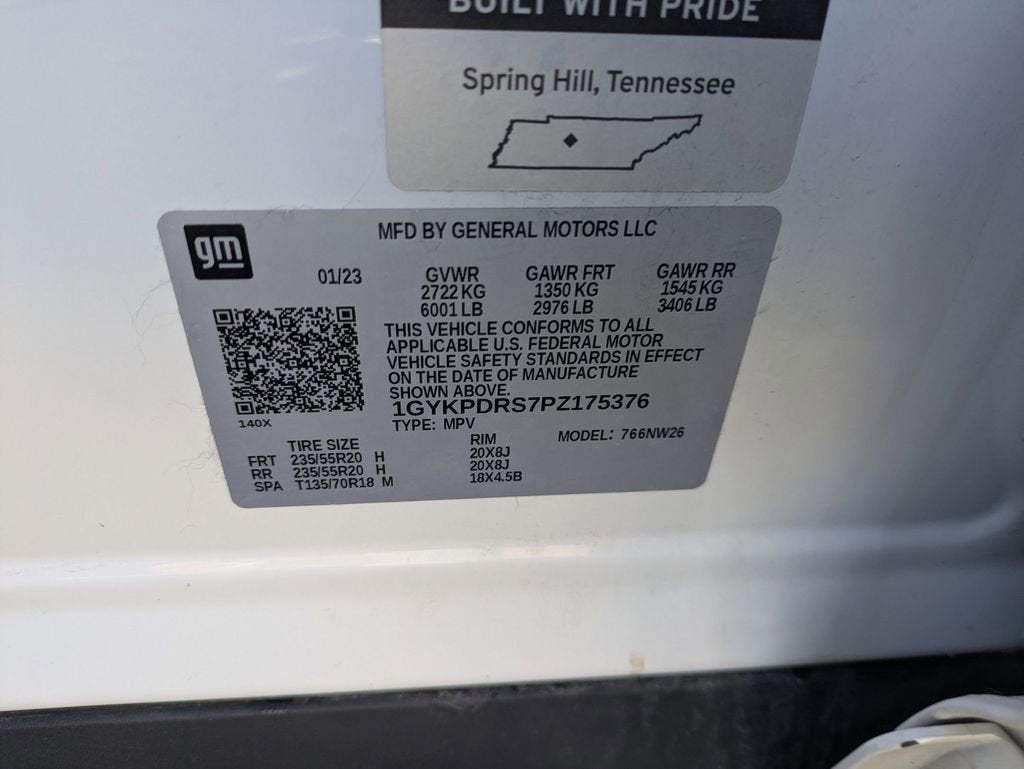 BUILT WITH PRIDE
Spring Hill, Tennessee
gm
MFD BY GENERAL MOTORS LLC
01/23 GVWR GAWR FRT GAWR RR
2722 KG 1350 KG 1545 KG
6001 LB 2976 LB 3406 LB
THIS VEHICLE CONFORMS TO ALL
APPLICABLE U.S. FEDERAL MOTOR
VEHICLE SAFETY STANDARDS IN EFFECT
ON THE DATE OF MANUFACTURE
SHOWN ABOVE.
1GYKPDRS7PZ175376
140X
TYPE: MPV
MODEL: 766NW26
TIRE SIZE RIM
FRT 235/55R20 H 20X8J
RR 235/55R20 H 20X8J
SPA T135/70R18 M 18X4.5B